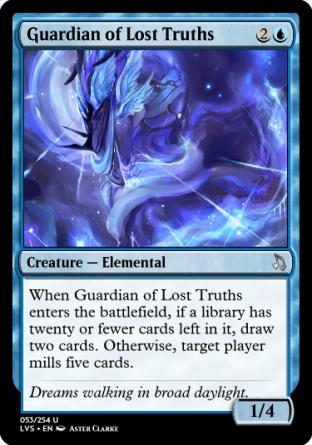 Guardian of Lost Truths 2
Creature — Elemental
When Guardian of Lost Truths
enters the battlefield, if a library has
twenty or fewer cards left in it, draw
two cards. Otherwise, target player
mills five cards.
Dreams walking in broad daylight.
1/4
053/254 U
LVS • EN Aster Clarke